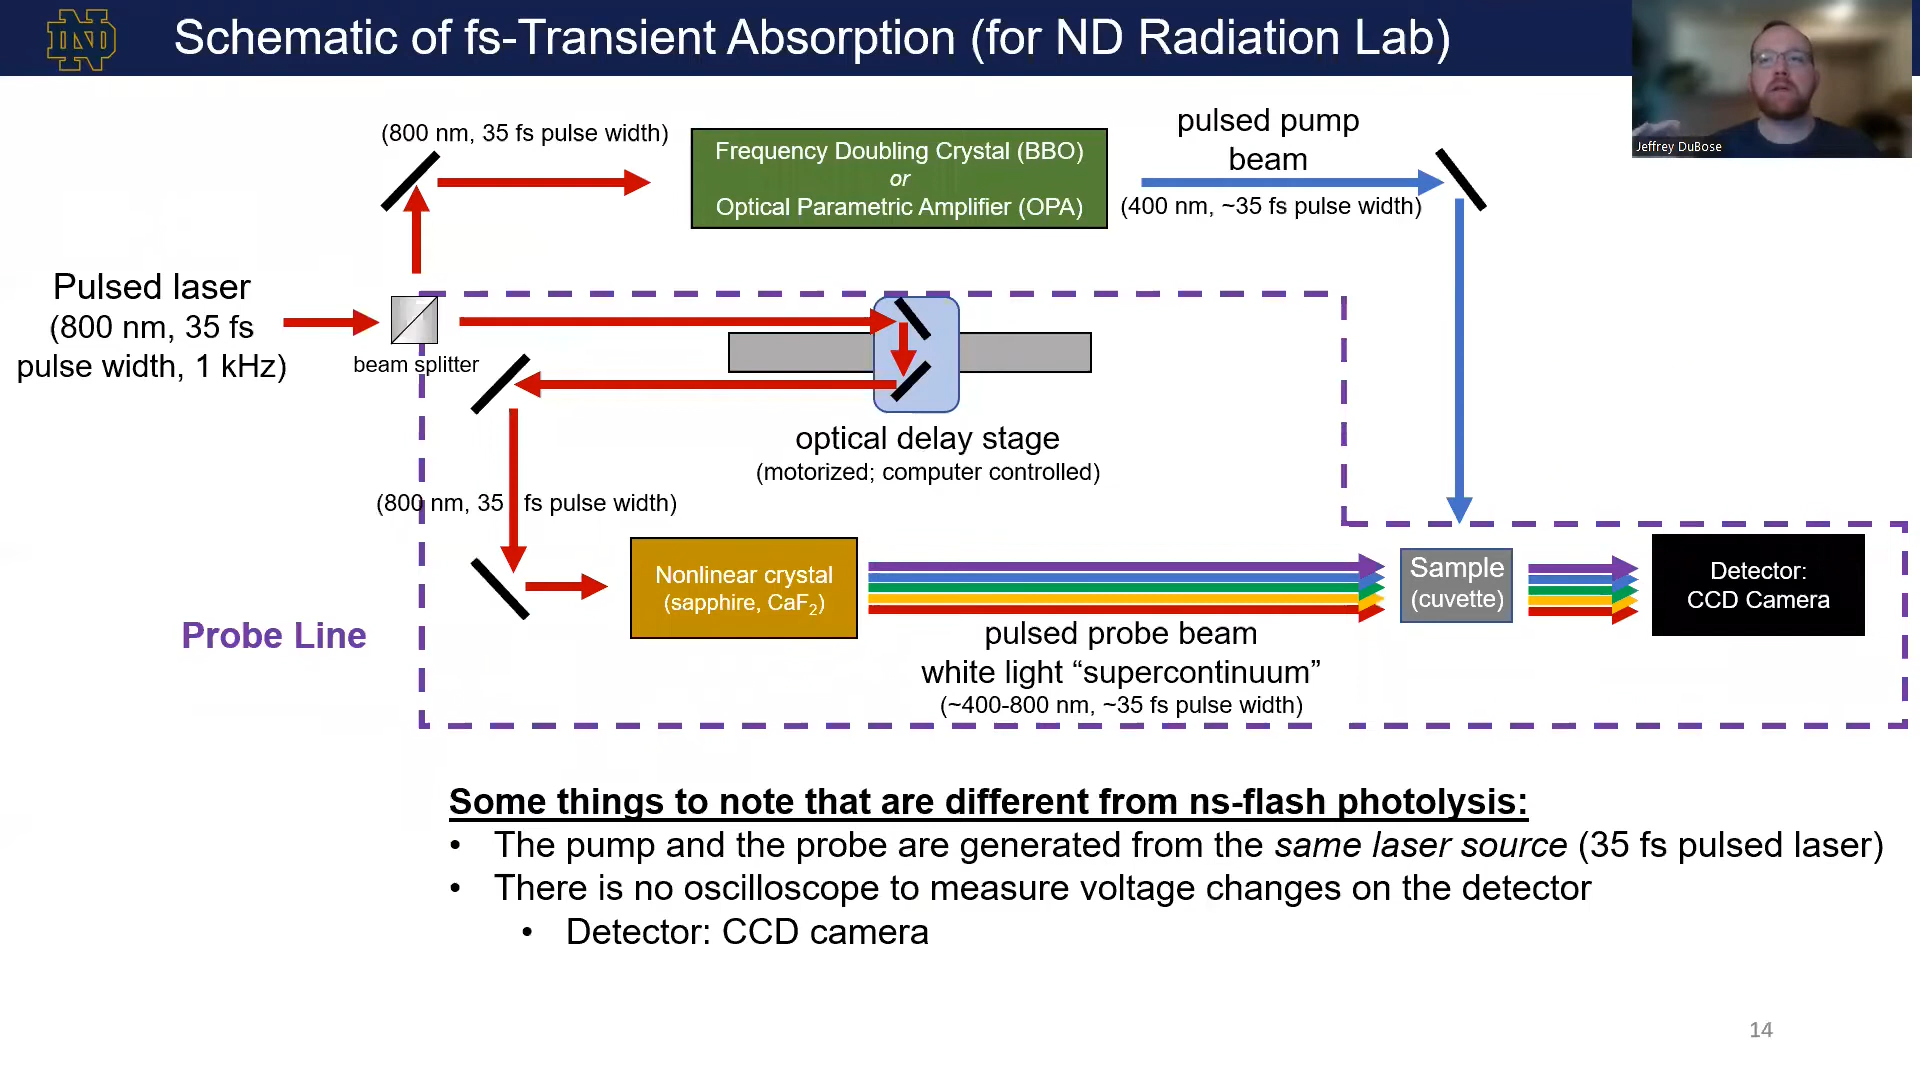 Schematic of fs-Transient Absorption (for ND Radiation Lab)
Jeffrey DuBose
(800 nm, 35 fs pulse width)
Frequency Doubling Crystal (BBO)
or
Optical Parametric Amplifier (OPA)
pulsed pump
beam
(400 nm, ~35 fs pulse width)
Pulsed laser
(800 nm, 35 fs
pulse width, 1 kHz)
beam splitter
optical delay stage
(motorized; computer controlled)
(800 nm, 35 fs pulse width)
Nonlinear crystal
(sapphire, CaF₂)
Sample
(cuvette)
Detector:
CCD Camera
Probe Line
pulsed probe beam
white light “supercontinuum”
(~400-800 nm, ~35 fs pulse width)
Some things to note that are different from ns-flash photolysis:
• The pump and the probe are generated from the same laser source (35 fs pulsed laser)
• There is no oscilloscope to measure voltage changes on the detector
• Detector: CCD camera
14